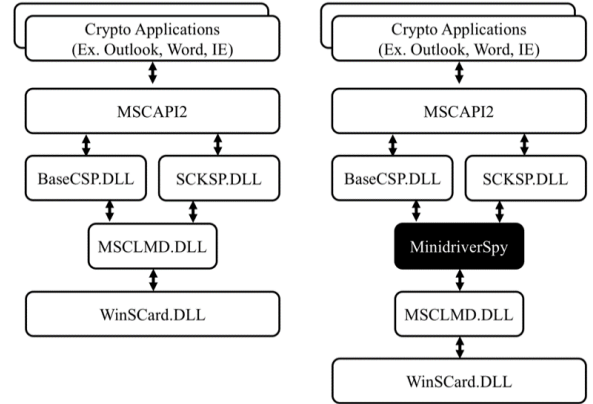 Crypto Applications
(Ex. Outlook, Word, IE)
MSCAPI2
BaseCSP.DLL
SCKSP.DLL
MSCLMD.DLL
WinSCard.DLL
Crypto Applications
(Ex. Outlook, Word, IE)
MSCAPI2
BaseCSP.DLL
SCKSP.DLL
MinidriverSpy
MSCLMD.DLL
WinSCard.DLL